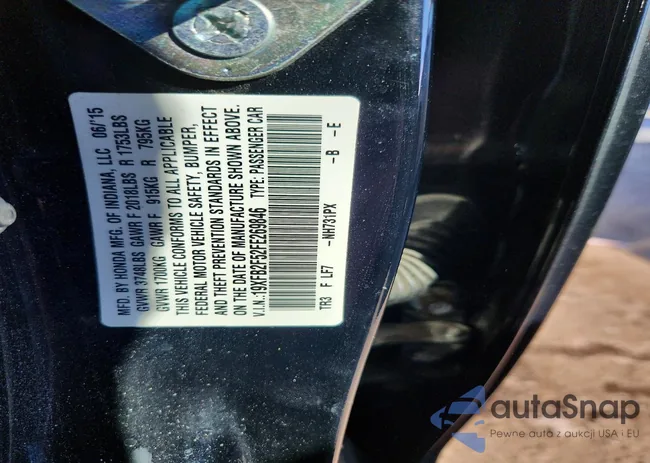 MFD. BY HONDA MFG. OF INDIANA, LLC 06/15
GVWR 3748LBS GAWR F 2018LBS R 1753LBS
GVWR 1700KG GAWR F 915KG R 795KG
THIS VEHICLE CONFORMS TO ALL APPLICABLE
FEDERAL MOTOR VEHICLE SAFETY, BUMPER,
AND THEFT PREVENTION STANDARDS IN EFFECT
ON THE DATE OF MANUFACTURE SHOWN ABOVE.
V.I.N.: 19XFB2F52FE269846 TYPE: PASSENGER CAR
TR3 F LF7 -NH731PX -B -E
autaSnap
Pewne auta z aukcji USA i EU